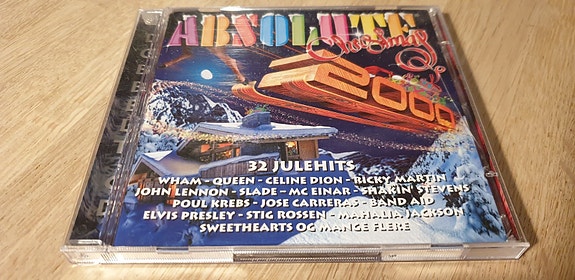 ABSOLUTE
Christmas
2000
32 JULEHITS
WHAM - QUEEN - CELINE DION - RICKY MARTIN
JOHN LENNON - SLADE - MC EINAR - SHAKIN' STEVENS
POUL KREBS - JOSE CARRERAS - BAND AID
ELVIS PRESLEY - STIG ROSSEN - MAHALIA JACKSON
SWEETHEARTS OG MANGE FLERE